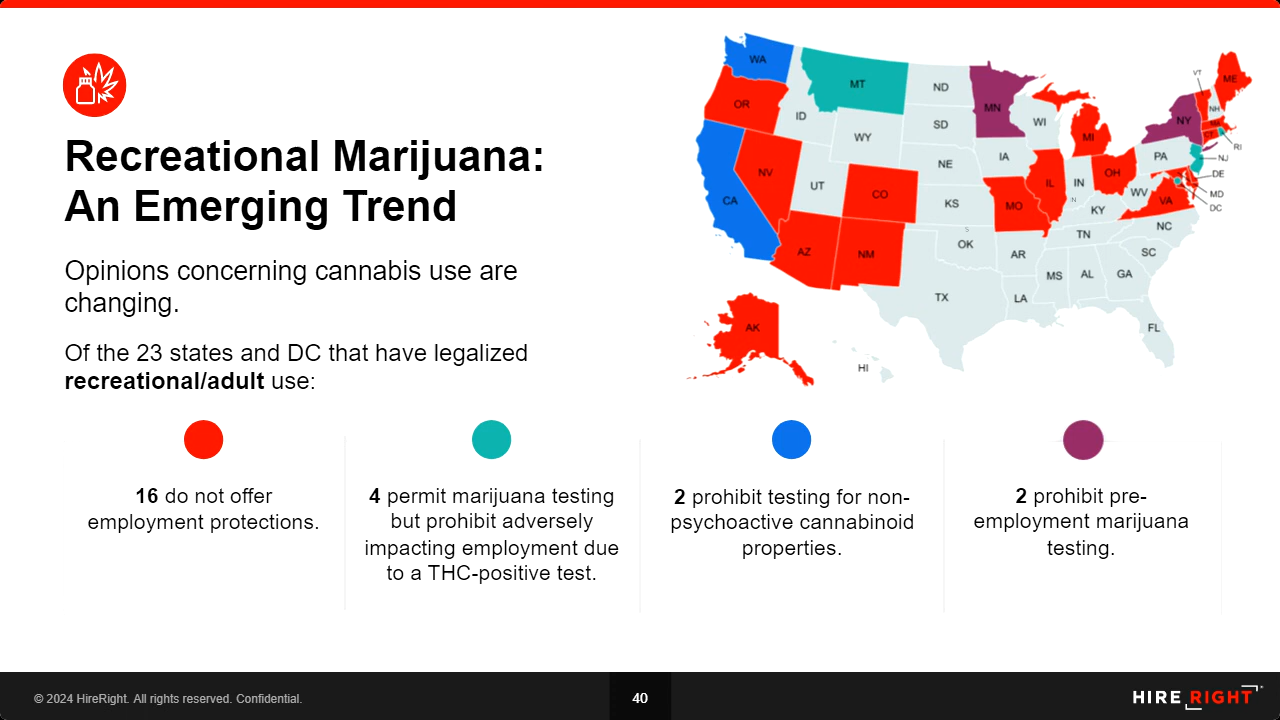 Recreational Marijuana:
An Emerging Trend
Opinions concerning cannabis use are
changing.
Of the 23 states and DC that have legalized
recreational/adult use:
WA
OR
CA
ID
NV
MT
WY
UT
AZ
CO
NM
ND
SD
NE
KS
OK
TX
MN
IA
MO
AR
LA
WI
IL
MI
IN
OH
KY
TN
MS
AL
GA
FL
SC
NC
VA
WV
PA
NY
VT
NH
ME
MA
CT
RI
NJ
DE
MD
DC
AK
HI
N
S
16 do not offer
employment protections.
4 permit marijuana testing
but prohibit adversely
impacting employment due
to a THC-positive test.
2 prohibit testing for non-
psychoactive cannabinoid
properties.
2 prohibit pre-
employment marijuana
testing.
© 2024 HireRight. All rights reserved. Confidential.
40
HIRE RIGHT